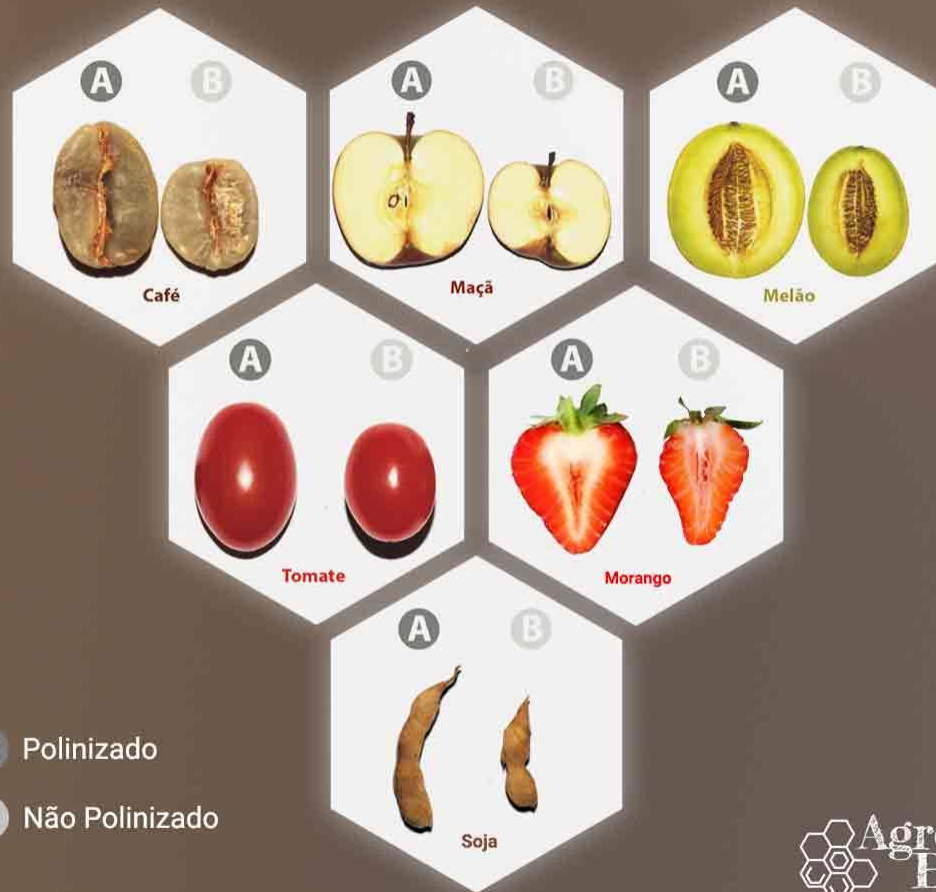 A B
Café
A B
Maçã
A B
Melão
A B
Tomate
A B
Morango
A B
Soja
Polinizado
Não Polinizado